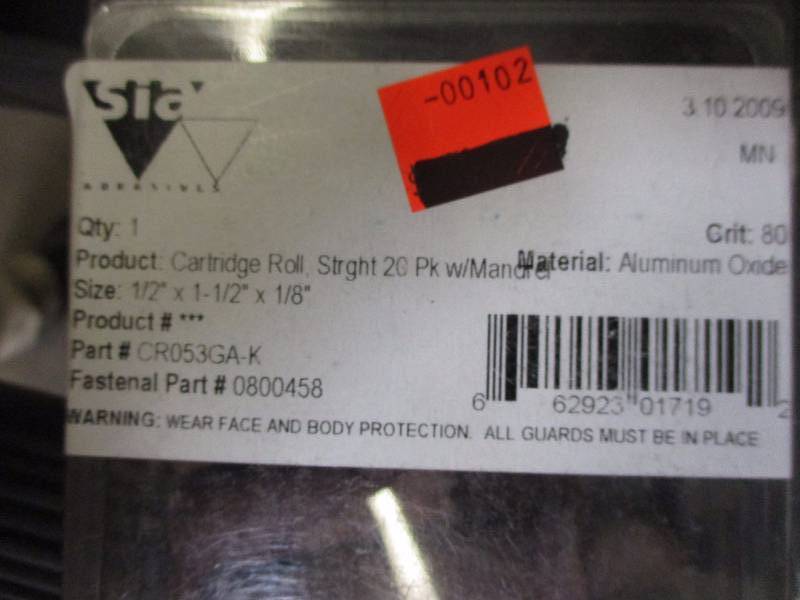 sia
ABRASIVES
-00102
3.10.2009
MN
Qty: 1
Grit: 80
Product: Cartridge Roll, Strght 20 Pk w/Mandrel
Material: Aluminum Oxide
Size: 1/2" x 1-1/2" x 1/8"
Product # ***
Part # CR053GA-K
Fastenal Part # 0800458
6 62923 01719 2
WARNING: WEAR FACE AND BODY PROTECTION. ALL GUARDS MUST BE IN PLACE